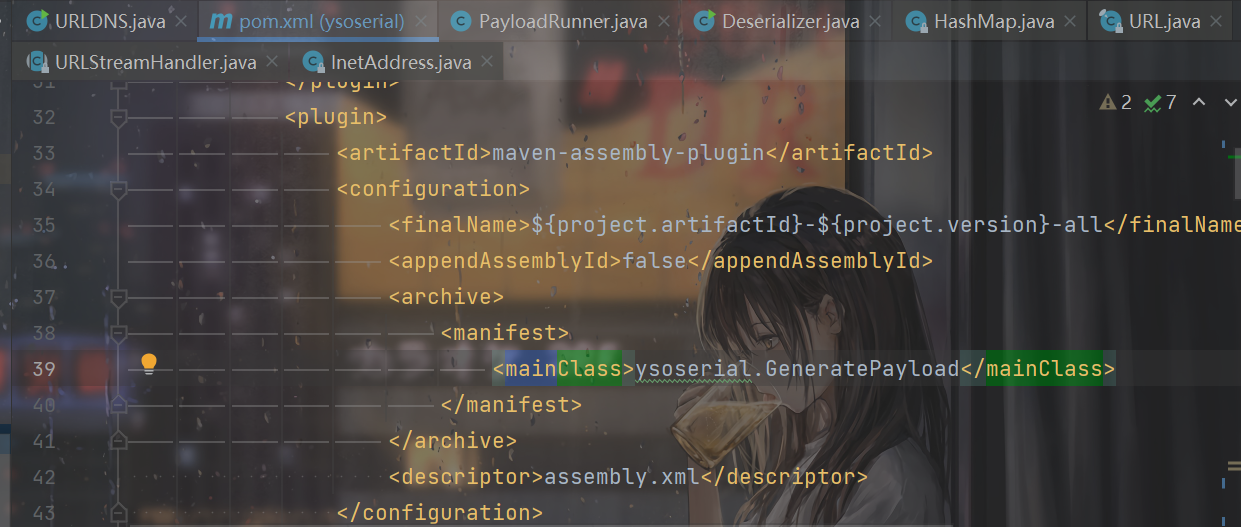 URLDNS.java pom.xml (ysoserial) PayloadRunner.java Deserializer.java HashMap.java URL.java
URLStreamHandler.java InetAddress.java
31 </plugin>
2 7
32 <plugin>
33 <artifactId>maven-assembly-plugin</artifactId>
34 <configuration>
35 <finalName>${project.artifactId}-${project.version}-all</finalName
36 <appendAssemblyId>false</appendAssemblyId>
37 <archive>
38 <manifest>
39 <mainClass>ysoserial.GeneratePayload</mainClass>
40 </manifest>
41 </archive>
42 <descriptor>assembly.xml</descriptor>
43 </configuration>